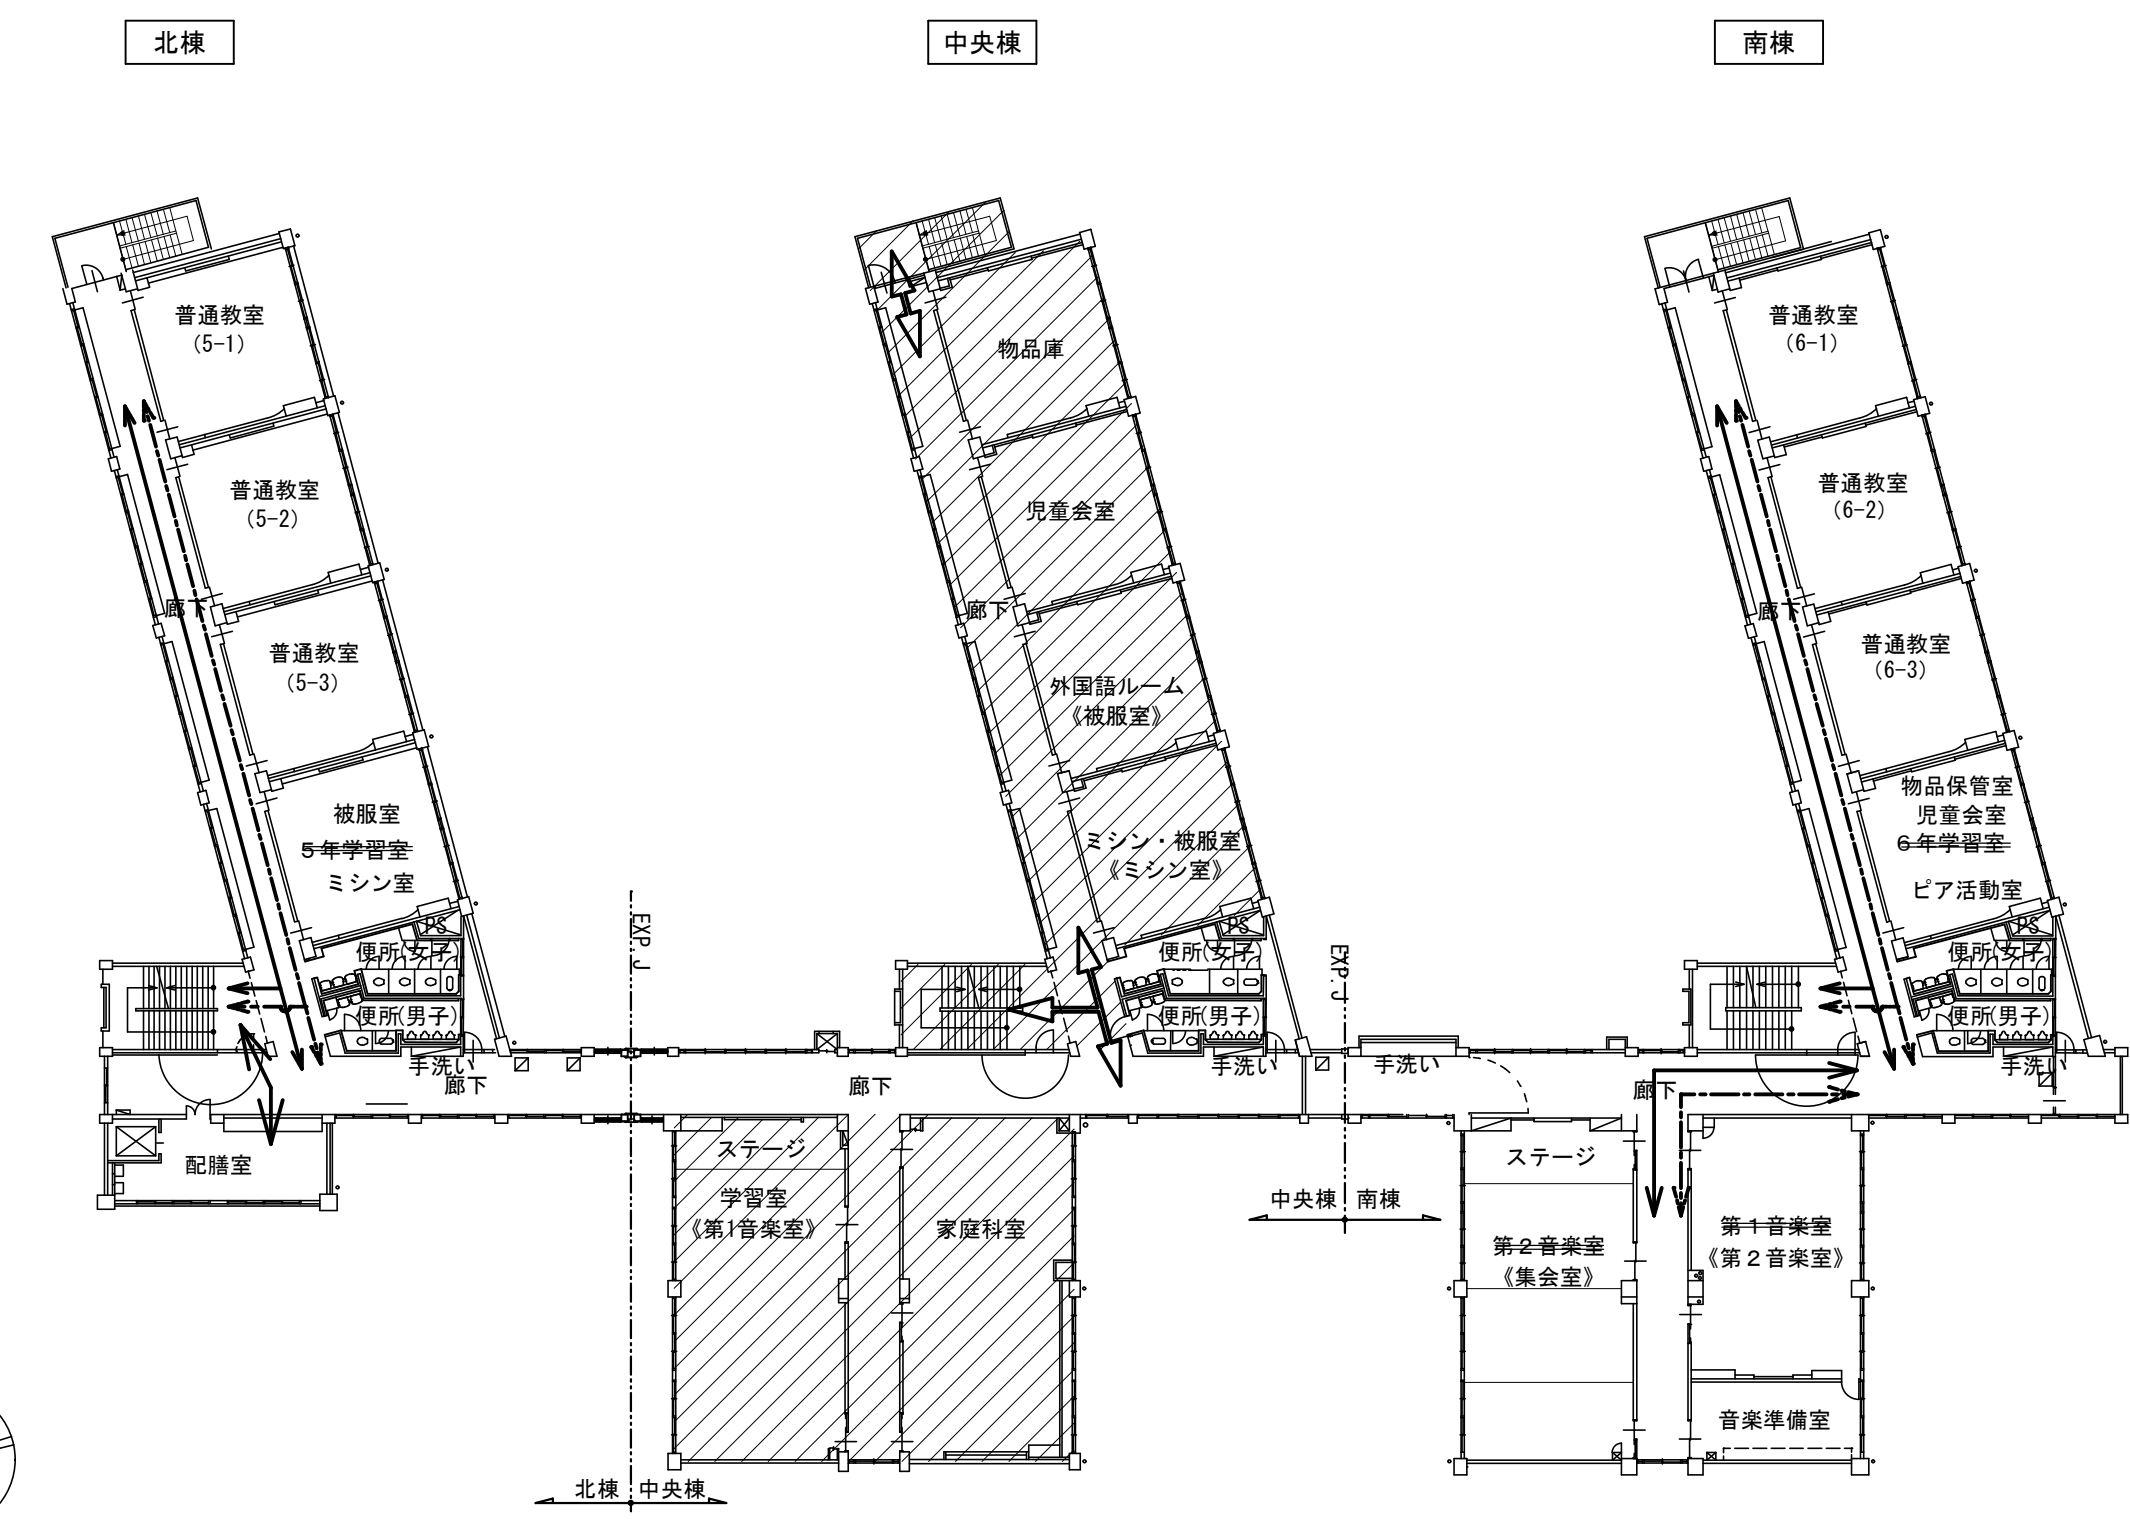 北棟
中央棟
南棟
普通教室
(5-1)
普通教室
(5-2)
廊下
普通教室
(5-3)
被服室
５年学習室
ミシン室
PS
便所(女子)
便所(男子)
手洗い
廊下
配膳室
EXP.J
北棟
中央棟
物品庫
児童会室
廊下
外国語ルーム
《被服室》
ミシン・被服室
《ミシン室》
PS
便所(女子)
便所(男子)
手洗い
廊下
ステージ
学習室
《第1音楽室》
家庭科室
EXP.J
手洗い
中央棟
南棟
普通教室
(6-1)
普通教室
(6-2)
廊下
普通教室
(6-3)
物品保管室
児童会室
６年学習室
ピア活動室
PS
便所(女子)
便所(男子)
手洗い
廊下
ステージ
第２音楽室
《集会室》
第１音楽室
《第２音楽室》
音楽準備室